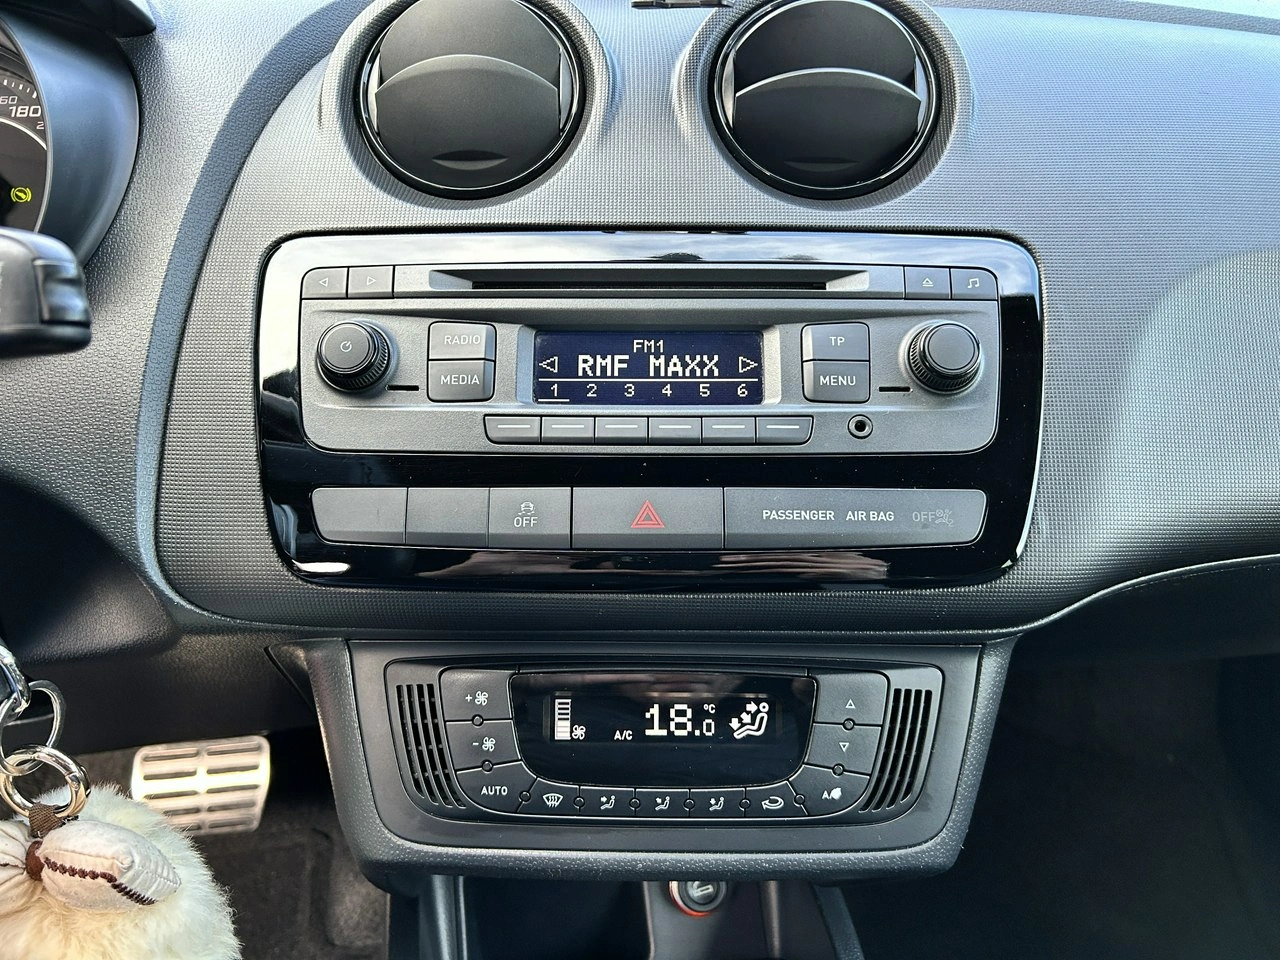 180
RADIO
MEDIA
FM1
RMF MAXX
1 2 3 4 5 6
TP
MENU
OFF
PASSENGER AIR BAG OFF
A/C
18.0 °C
AUTO